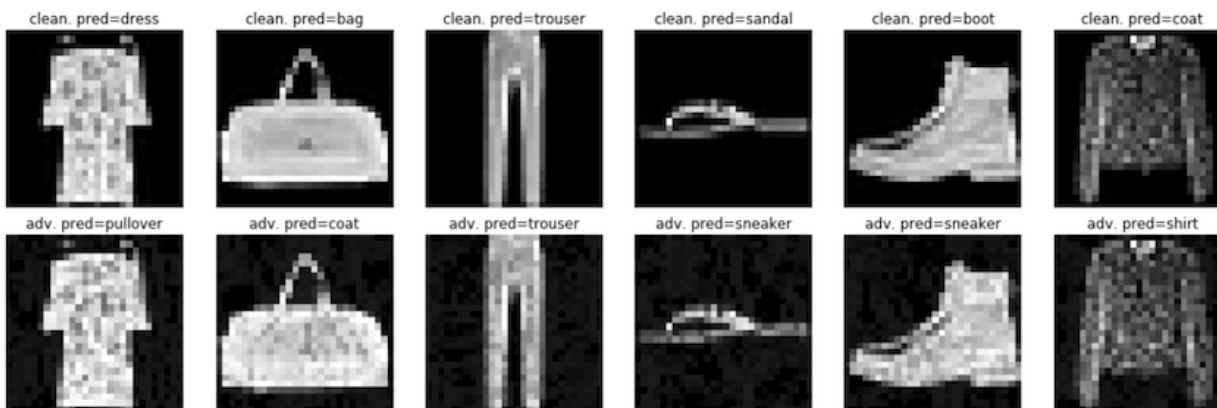 clean. pred=dress
clean. pred=bag
clean. pred=trouser
clean. pred=sandal
clean. pred=boot
clean. pred=coat
adv. pred=pullover
adv. pred=coat
adv. pred=trouser
adv. pred=sneaker
adv. pred=sneaker
adv. pred=shirt